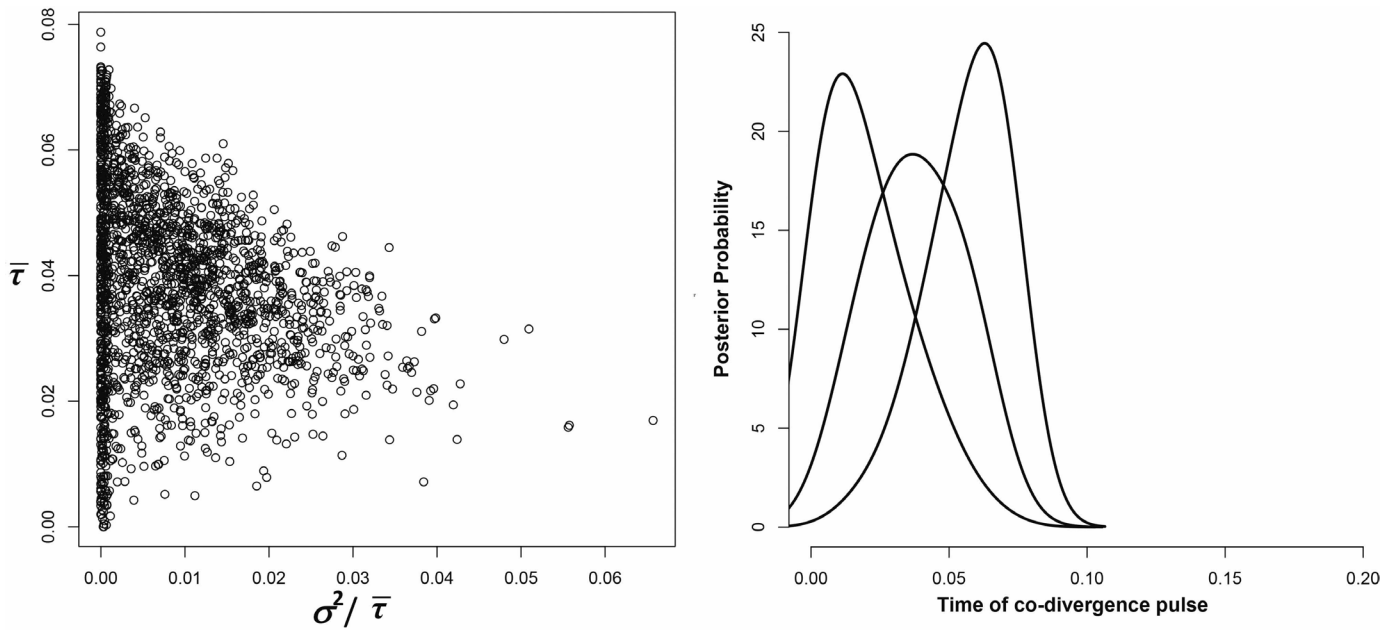 0.08
0.06
0.04
0.02
0.00
τ̄
0.00 0.01 0.02 0.03 0.04 0.05 0.06
σ²/ τ̄
25
20
15
10
5
0
Posterior Probability
0.00 0.05 0.10 0.15 0.20
Time of co-divergence pulse